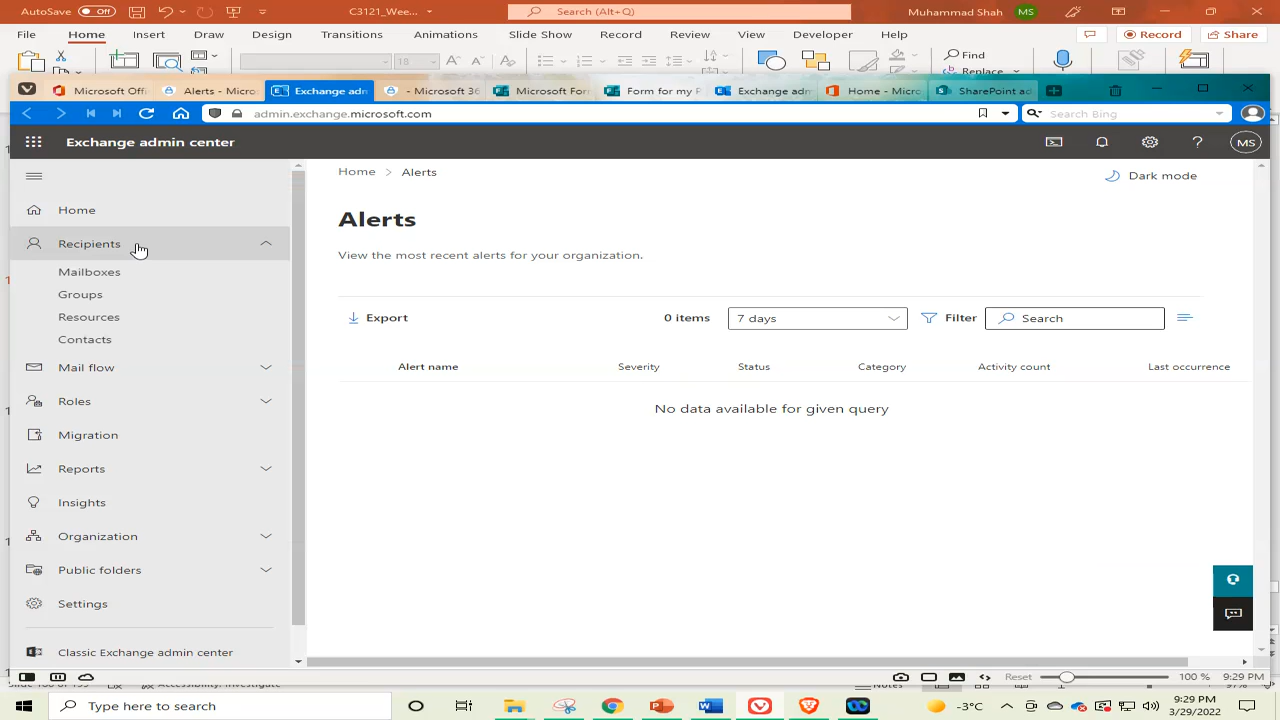 AutoSave Off C3121_Wee... Search (Alt+Q) Muhammad Shah MS
File Home Insert Draw Design Transitions Animations Slide Show Record Review View Developer Help Record Share
18 Find
Replace
Microsoft Offi Alerts - Micro Exchange adm - Microsoft 36 Microsoft For Form for my P Exchange adm Home - Micro SharePoint ad
admin.exchange.microsoft.com Search Bing
Exchange admin center ? MS
Home > Alerts Dark mode
Home
Recipients
Mailboxes
Groups
Resources
Contacts
Mail flow
Roles
Migration
Reports
Insights
Organization
Public folders
Settings
Classic Exchange admin center
Alerts
View the most recent alerts for your organization.
Export 0 items 7 days Filter Search
Alert name Severity Status Category Activity count Last occurrence
No data available for given query
Reset 100 % 9:29 PM
Accessibility: Investigate Notes
Type here to search -3°C 9:29 PM
3/29/2022